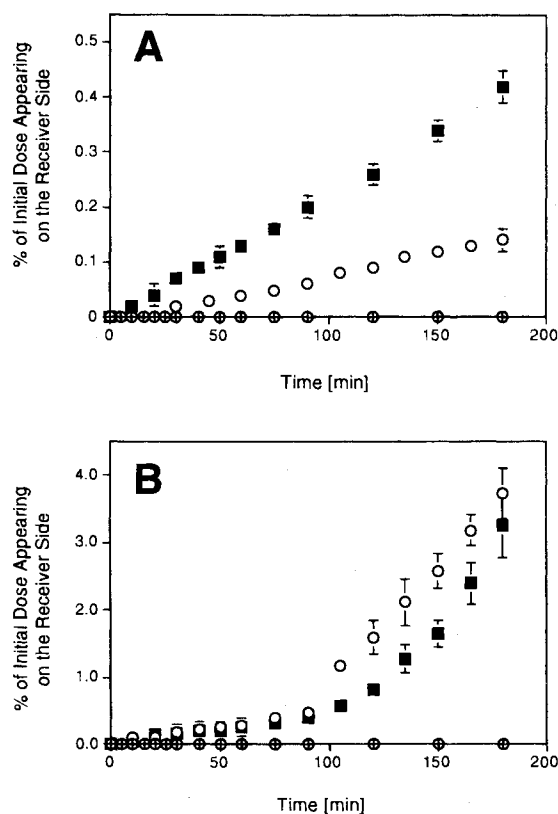 A
% of Initial Dose Appearing
on the Receiver Side
0.5
0.4
0.3
0.2
0.1
0
0
50
100
150
200
Time [min]
B
% of Initial Dose Appearing
on the Receiver Side
4.0
3.0
2.0
1.0
0.0
0
50
100
150
200
Time [min]